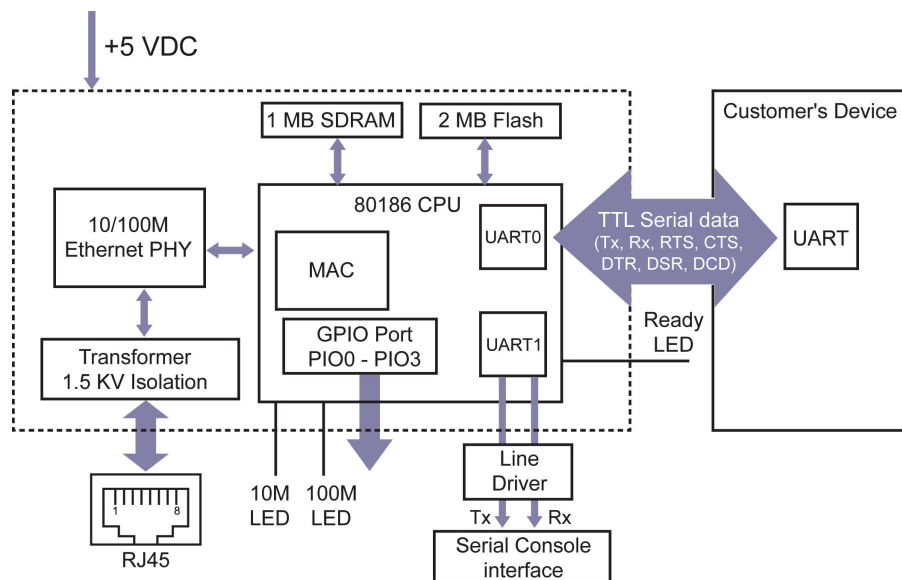 +5 VDC
1 MB SDRAM
2 MB Flash
Customer's Device
80186 CPU
10/100M
Ethernet PHY
MAC
UART0
TTL Serial data
(Tx, Rx, RTS, CTS,
DTR, DSR, DCD)
UART
GPIO Port
PIO0 - PIO3
UART1
Ready
LED
Transformer
1.5 KV Isolation
10M
LED
100M
LED
Line
Driver
Tx
Rx
1
8
RJ45
Serial Console
interface